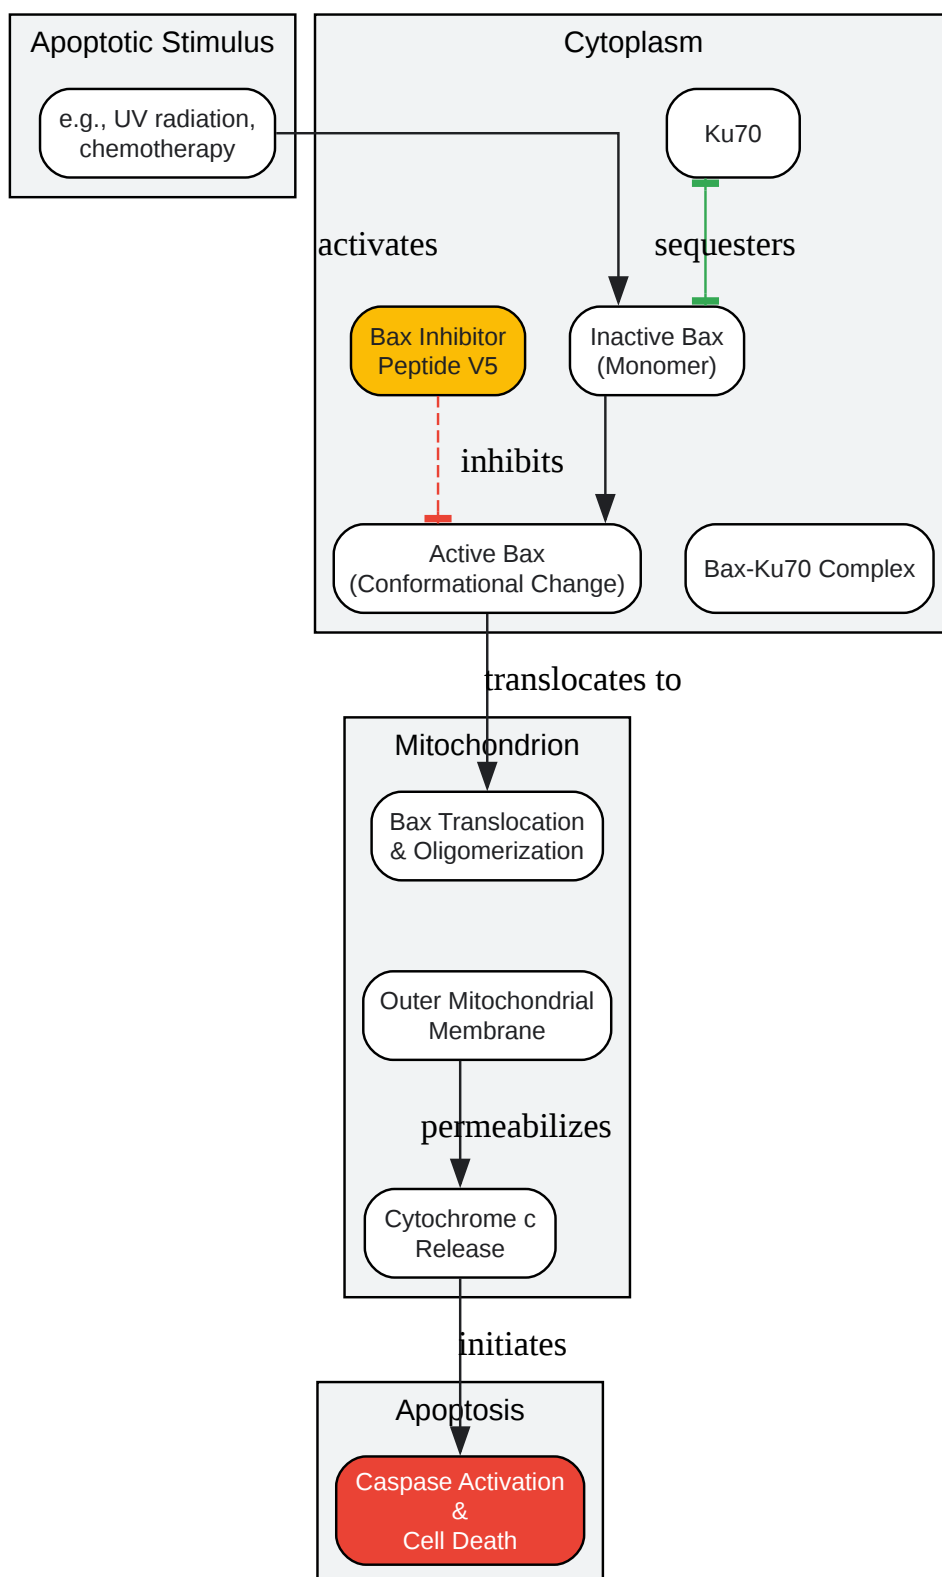 Apoptotic Stimulus
e.g., UV radiation,
chemotherapy
Cytoplasm
Ku70
activates
sequesters
Bax Inhibitor
Peptide V5
Inactive Bax
(Monomer)
inhibits
Active Bax
(Conformational Change)
Bax-Ku70 Complex
translocates to
Mitochondrion
Bax Translocation
& Oligomerization
Outer Mitochondrial
Membrane
permeabilizes
Cytochrome c
Release
initiates
Apoptosis
Caspase Activation
&
Cell Death